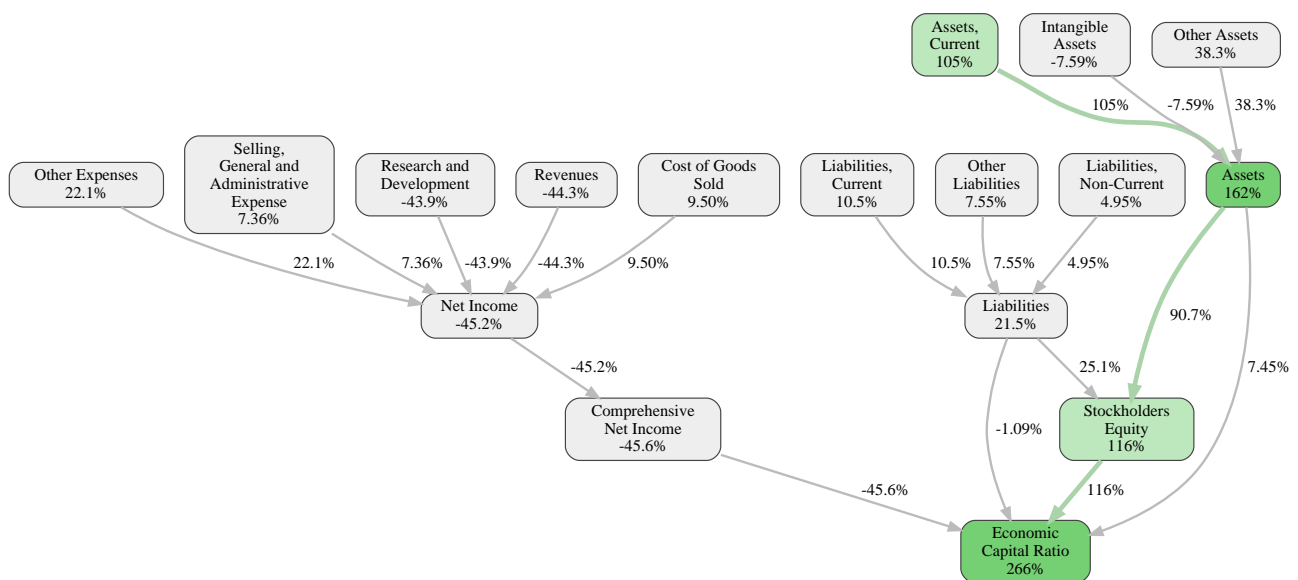 Assets,
Current
105%
Intangible
Assets
-7.59%
Other Assets
38.3%
105%
-7.59%
38.3%
Other Expenses
22.1%
Selling,
General and
Administrative
Expense
7.36%
Research and
Development
-43.9%
Revenues
-44.3%
Cost of Goods
Sold
9.50%
Liabilities,
Current
10.5%
Other
Liabilities
7.55%
Liabilities,
Non-Current
4.95%
Assets
162%
22.1%
7.36%
-43.9%
-44.3%
9.50%
10.5%
7.55%
4.95%
Net Income
-45.2%
Liabilities
21.5%
90.7%
-45.2%
25.1%
7.45%
Comprehensive
Net Income
-45.6%
-1.09%
Stockholders
Equity
116%
-45.6%
116%
Economic
Capital Ratio
266%